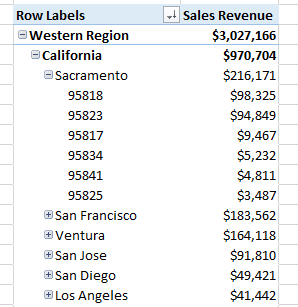 Row Labels Sales Revenue
Western Region $3,027,166
California $970,704
Sacramento $216,171
95818 $98,325
95823 $94,849
95817 $9,467
95834 $5,232
95841 $4,811
95825 $3,487
San Francisco $183,562
Ventura $164,118
San Jose $91,810
San Diego $49,421
Los Angeles $41,442